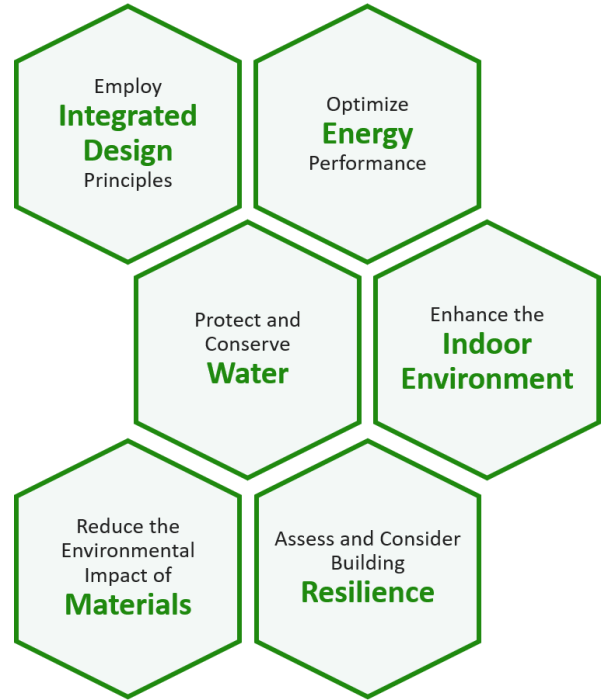 Employ
Integrated
Design
Principles
Optimize
Energy
Performance
Protect and
Conserve
Water
Enhance the
Indoor
Environment
Reduce the
Environmental
Impact of
Materials
Assess and Consider
Building
Resilience